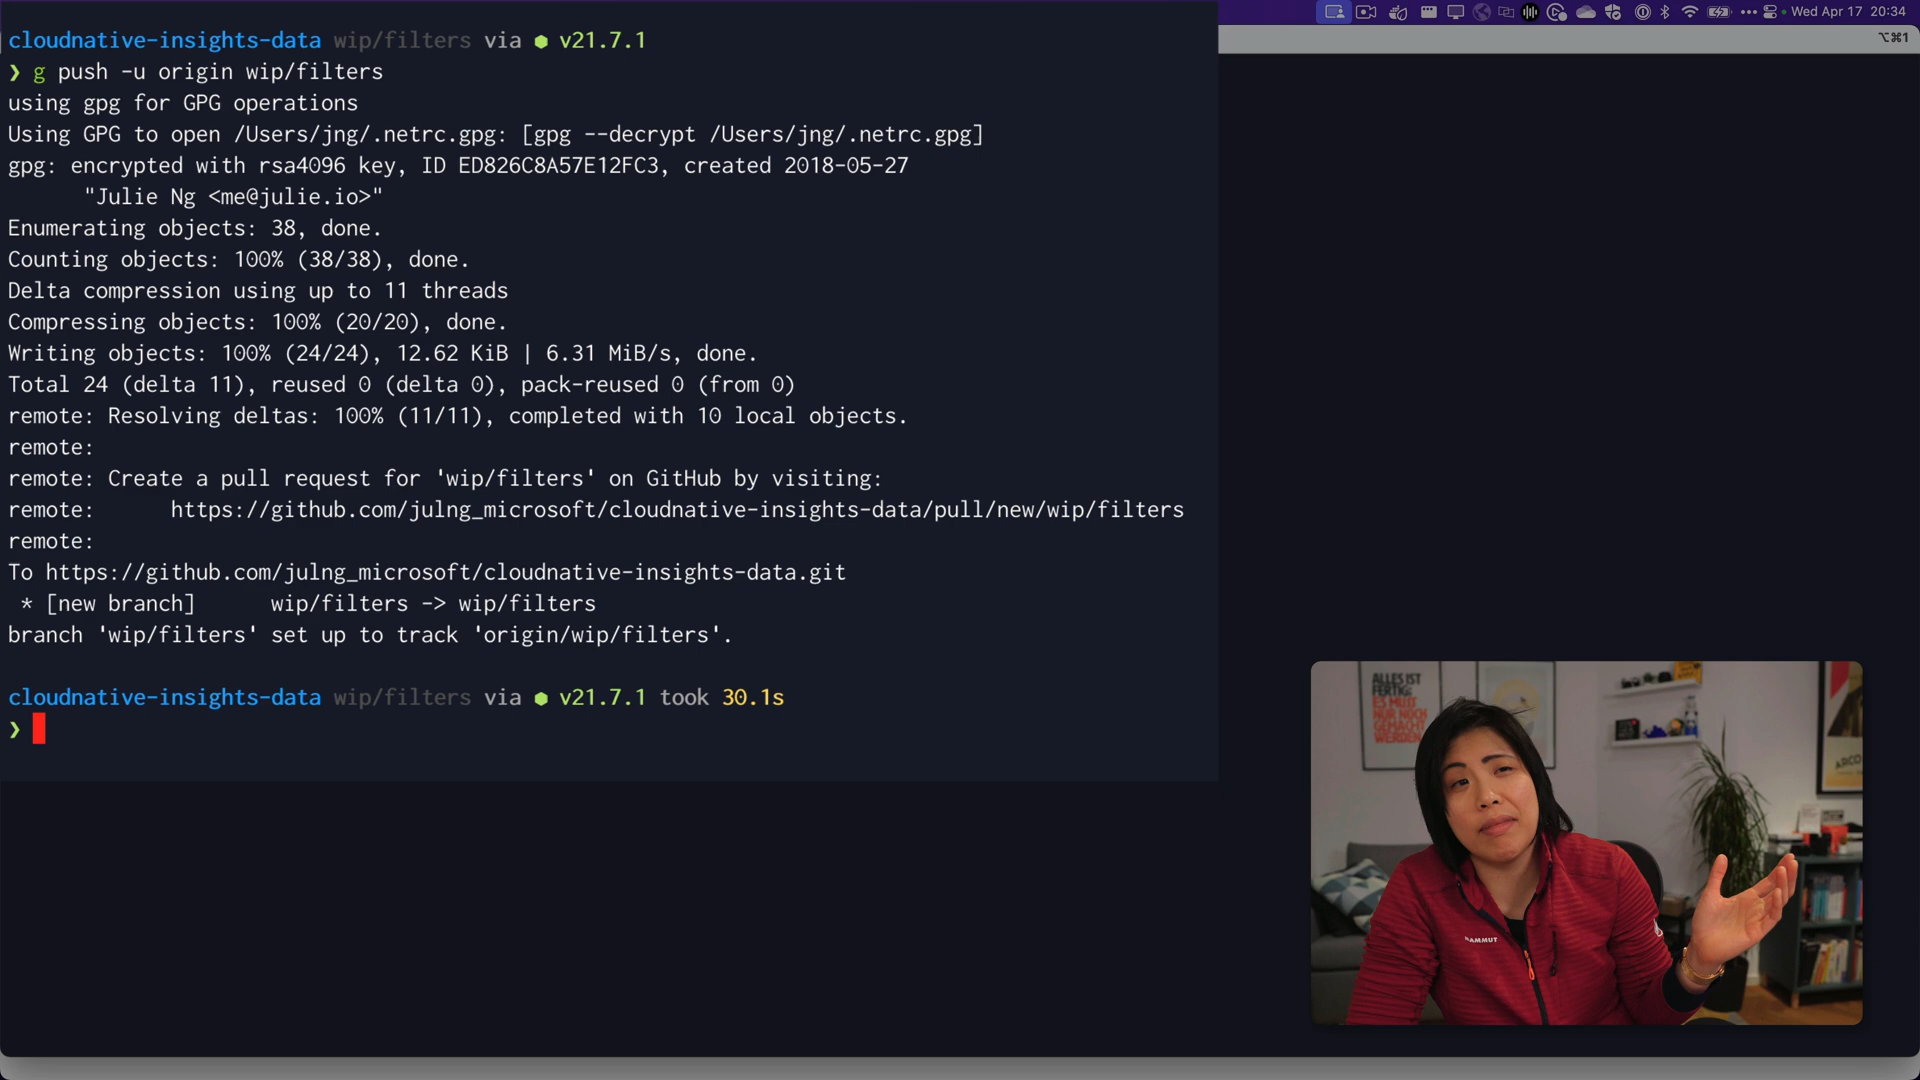 Wed Apr 17 20:34
⌥⌘1
cloudnative-insights-data wip/filters via ⬢ v21.7.1
❯ g push -u origin wip/filters
using gpg for GPG operations
Using GPG to open /Users/jng/.netrc.gpg: [gpg --decrypt /Users/jng/.netrc.gpg]
gpg: encrypted with rsa4096 key, ID ED826C8A57E12FC3, created 2018-05-27
"Julie Ng <me@julie.io>"
Enumerating objects: 38, done.
Counting objects: 100% (38/38), done.
Delta compression using up to 11 threads
Compressing objects: 100% (20/20), done.
Writing objects: 100% (24/24), 12.62 KiB | 6.31 MiB/s, done.
Total 24 (delta 11), reused 0 (delta 0), pack-reused 0 (from 0)
remote: Resolving deltas: 100% (11/11), completed with 10 local objects.
remote:
remote: Create a pull request for 'wip/filters' on GitHub by visiting:
remote:      https://github.com/julng_microsoft/cloudnative-insights-data/pull/new/wip/filters
remote:
To https://github.com/julng_microsoft/cloudnative-insights-data.git
* [new branch]      wip/filters -> wip/filters
branch 'wip/filters' set up to track 'origin/wip/filters'.
cloudnative-insights-data wip/filters via ⬢ v21.7.1 took 30.1s
❯
ALLES IST
FERTIG:
ES MUSS
NUR NOCH
GEMACHT
WERDEN.
ARCO
MAMMUT